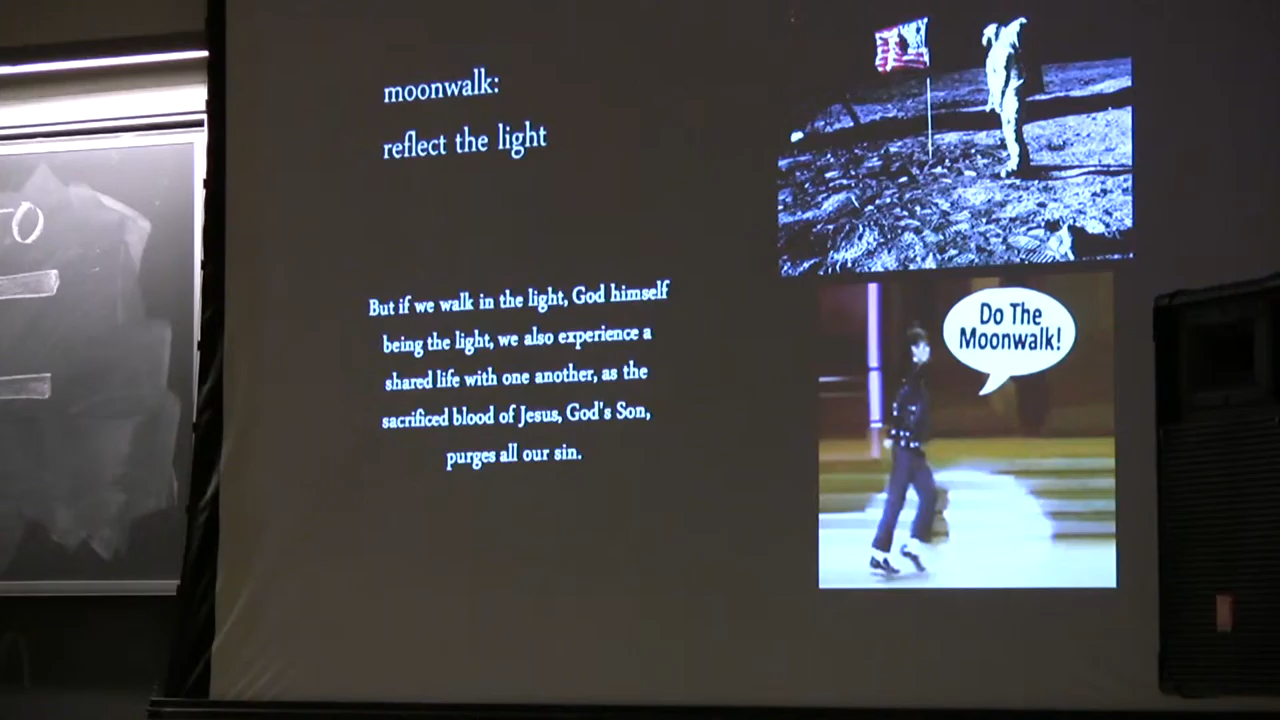 moonwalk:
reflect the light
But if we walk in the light, God himself
being the light, we also experience a
shared life with one another, as the
sacrificed blood of Jesus, God's Son,
purges all our sin.
Do The
Moonwalk!